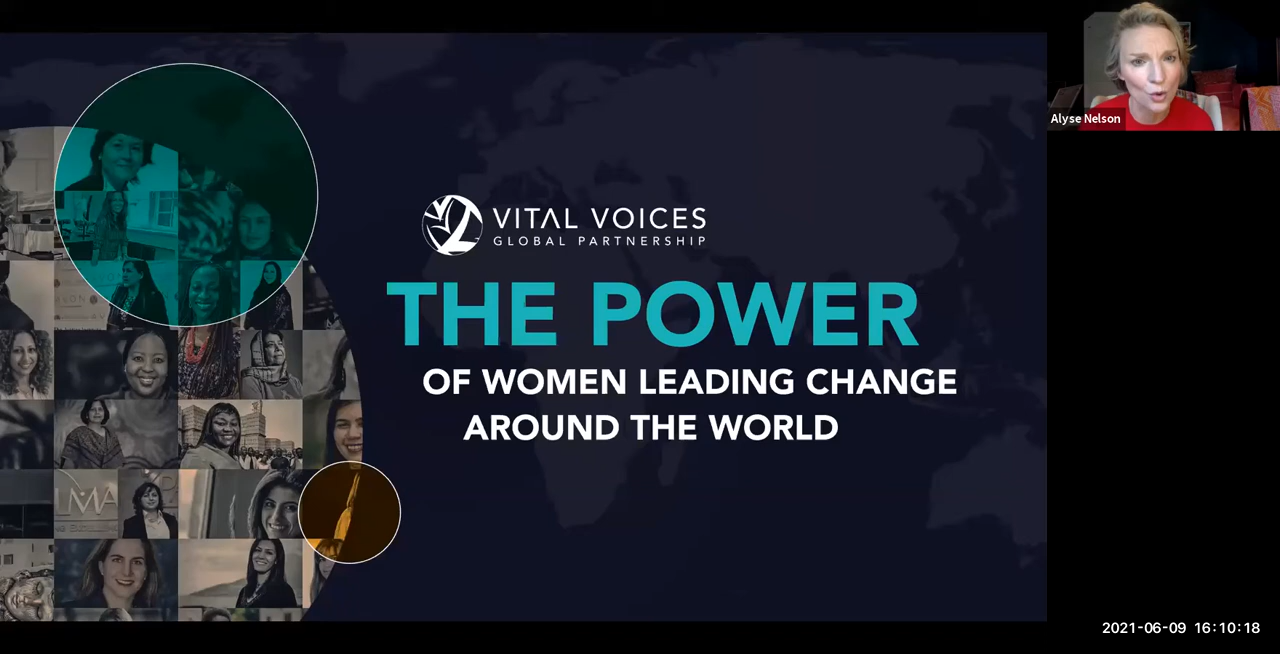 Alyse Nelson
VITAL VOICES
GLOBAL PARTNERSHIP
THE POWER
OF WOMEN LEADING CHANGE
AROUND THE WORLD
2021-06-09 16:10:18